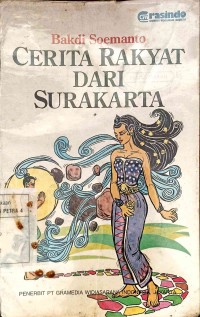 Grasindo
Bakdi Soemanto
CERITA RAKYAT
DARI
SURAKARTA
PENERBIT PT GRAMEDIA WIDIASARANA INDONESIA